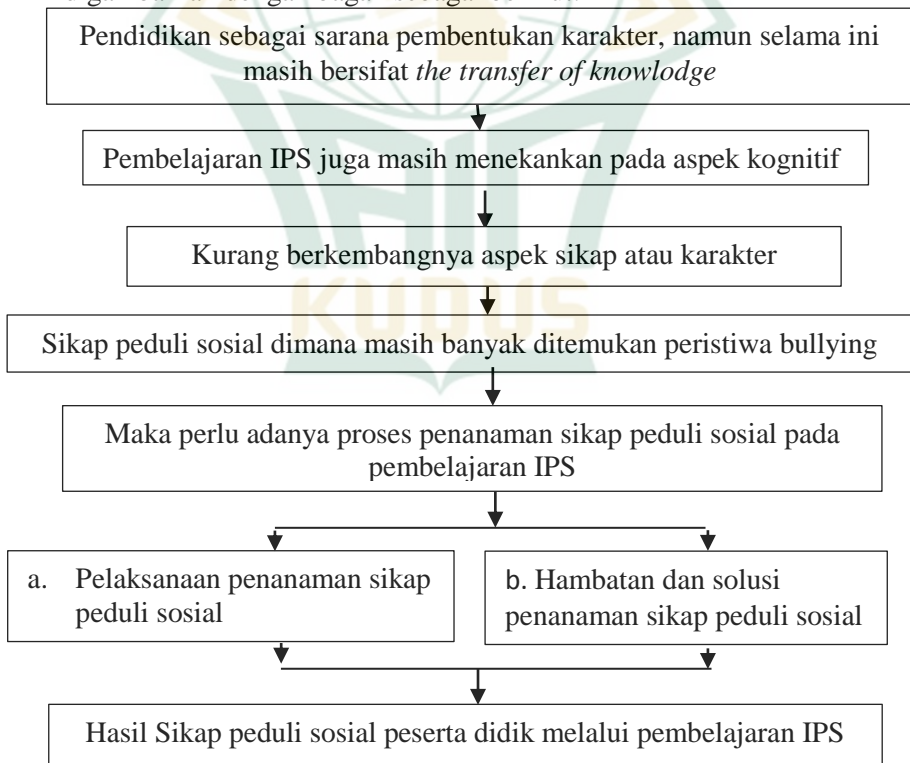 Pendidikan sebagai sarana pembentukan karakter, namun selama ini
masih bersifat the transfer of knowlodge
Pembelajaran IPS juga masih menekankan pada aspek kognitif
Kurang berkembangnya aspek sikap atau karakter
KUDUS
Sikap peduli sosial dimana masih banyak ditemukan peristiwa bullying
Maka perlu adanya proses penanaman sikap peduli sosial pada
pembelajaran IPS
a. Pelaksanaan penanaman sikap
peduli sosial
b. Hambatan dan solusi
penanaman sikap peduli sosial
Hasil Sikap peduli sosial peserta didik melalui pembelajaran IPS